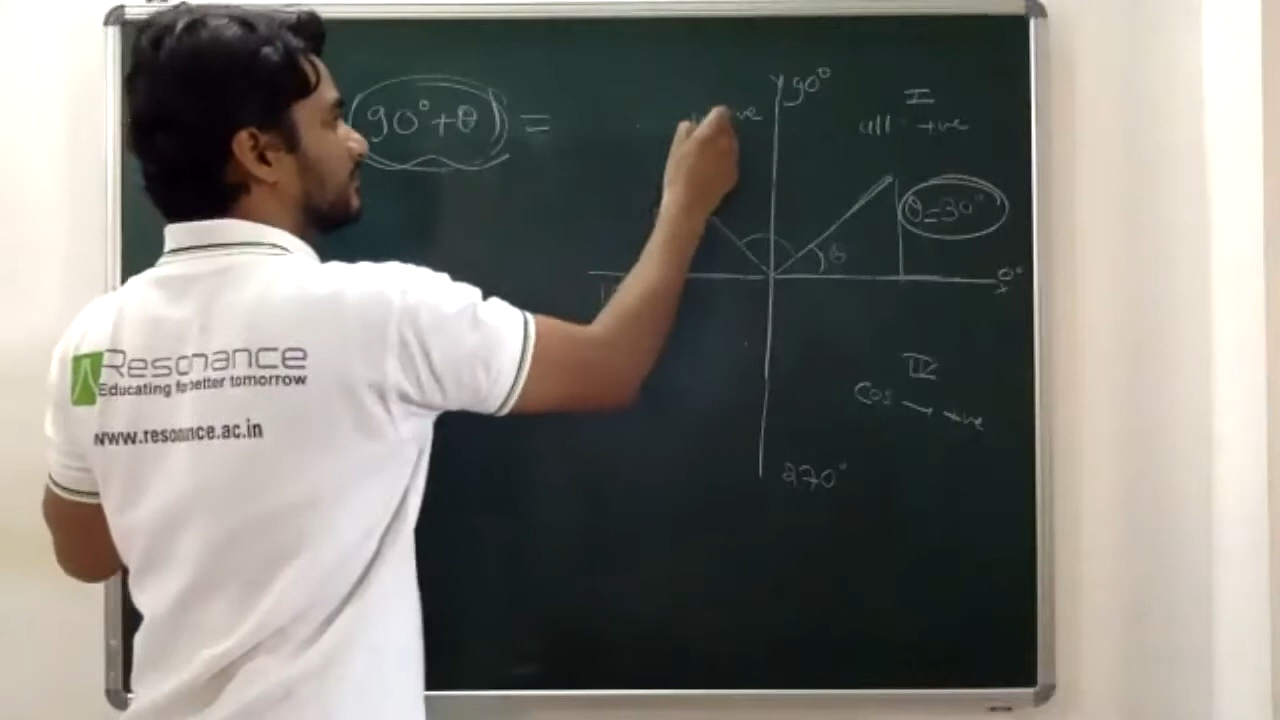 90° + θ ) =
y 90°
I
all +ve
ve
θ = 30°
θ
0°
x
IV
Cos → +ve
270°
Resonance
Educating for better tomorrow
www.resonance.ac.in